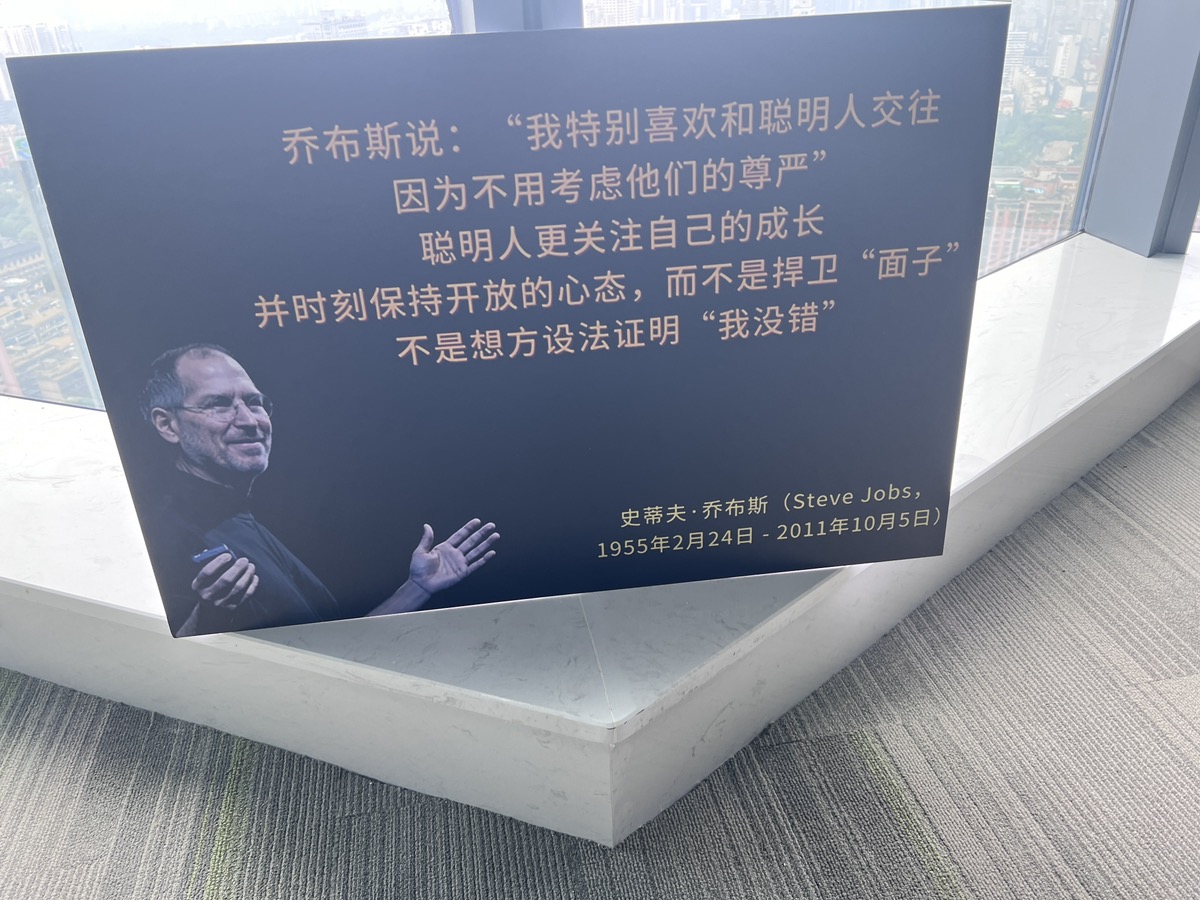 乔布斯说：“我特别喜欢和聪明人交往
因为不用考虑他们的尊严”
聪明人更关注自己的成长
并时刻保持开放的心态，而不是捍卫“面子”
不是想方设法证明“我没错”
史蒂夫·乔布斯（Steve Jobs，
1955年2月24日 - 2011年10月5日）